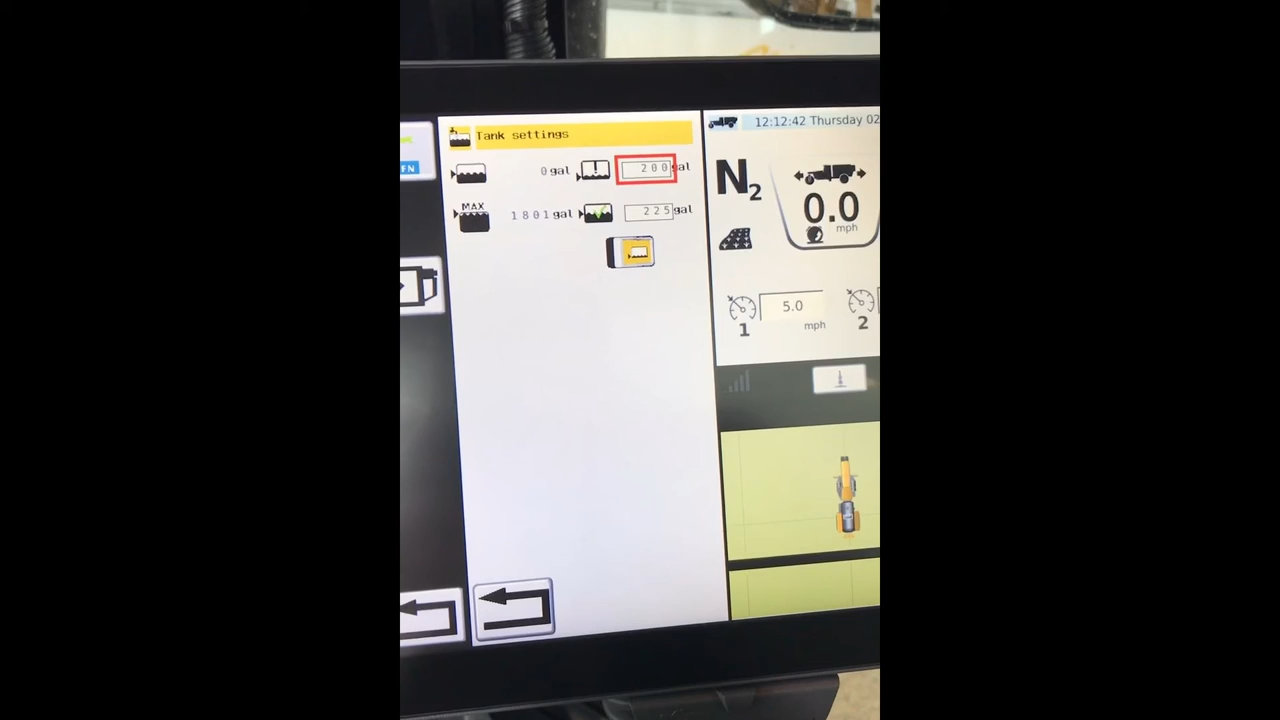 Tank settings
0 gal
200 gal
MAX
1801 gal
225 gal
EN
12:12:42 Thursday 02
N2
0.0
mph
5.0
mph
1
2